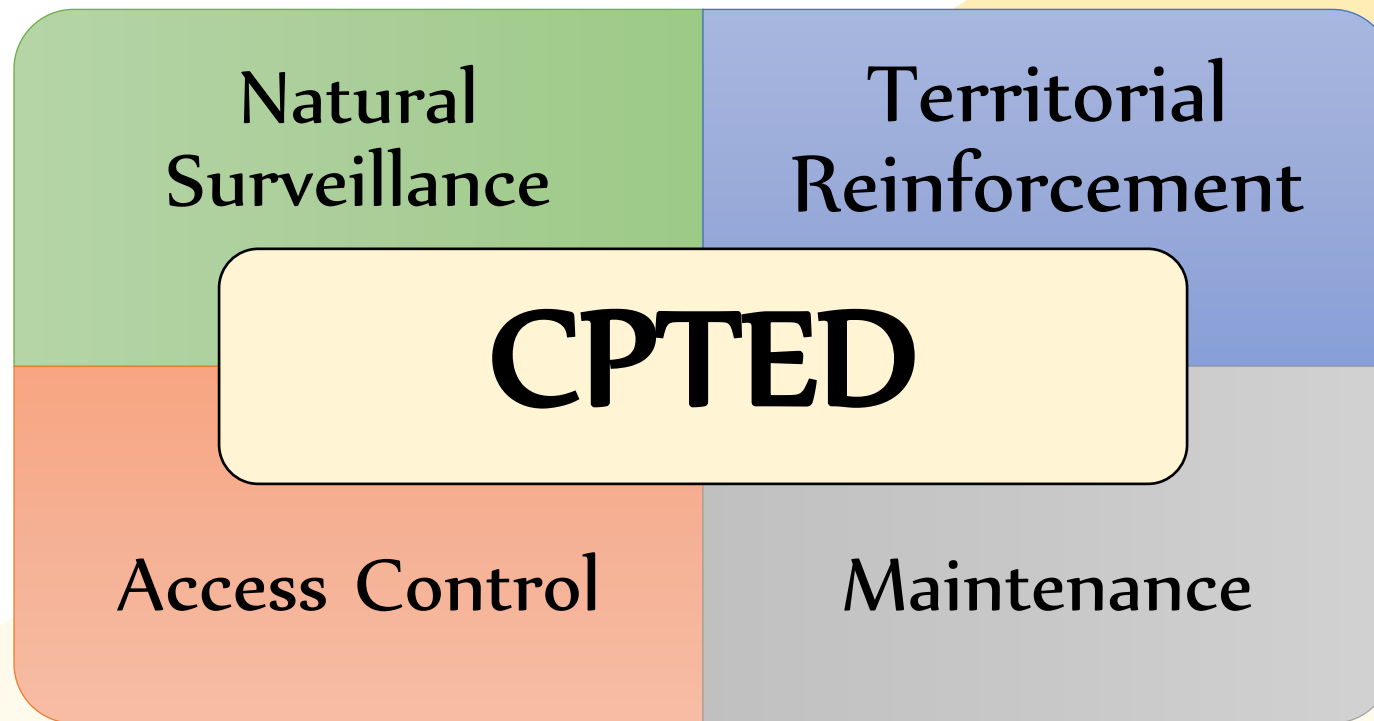 Natural
Surveillance
Territorial
Reinforcement
CPTED
Access Control
Maintenance